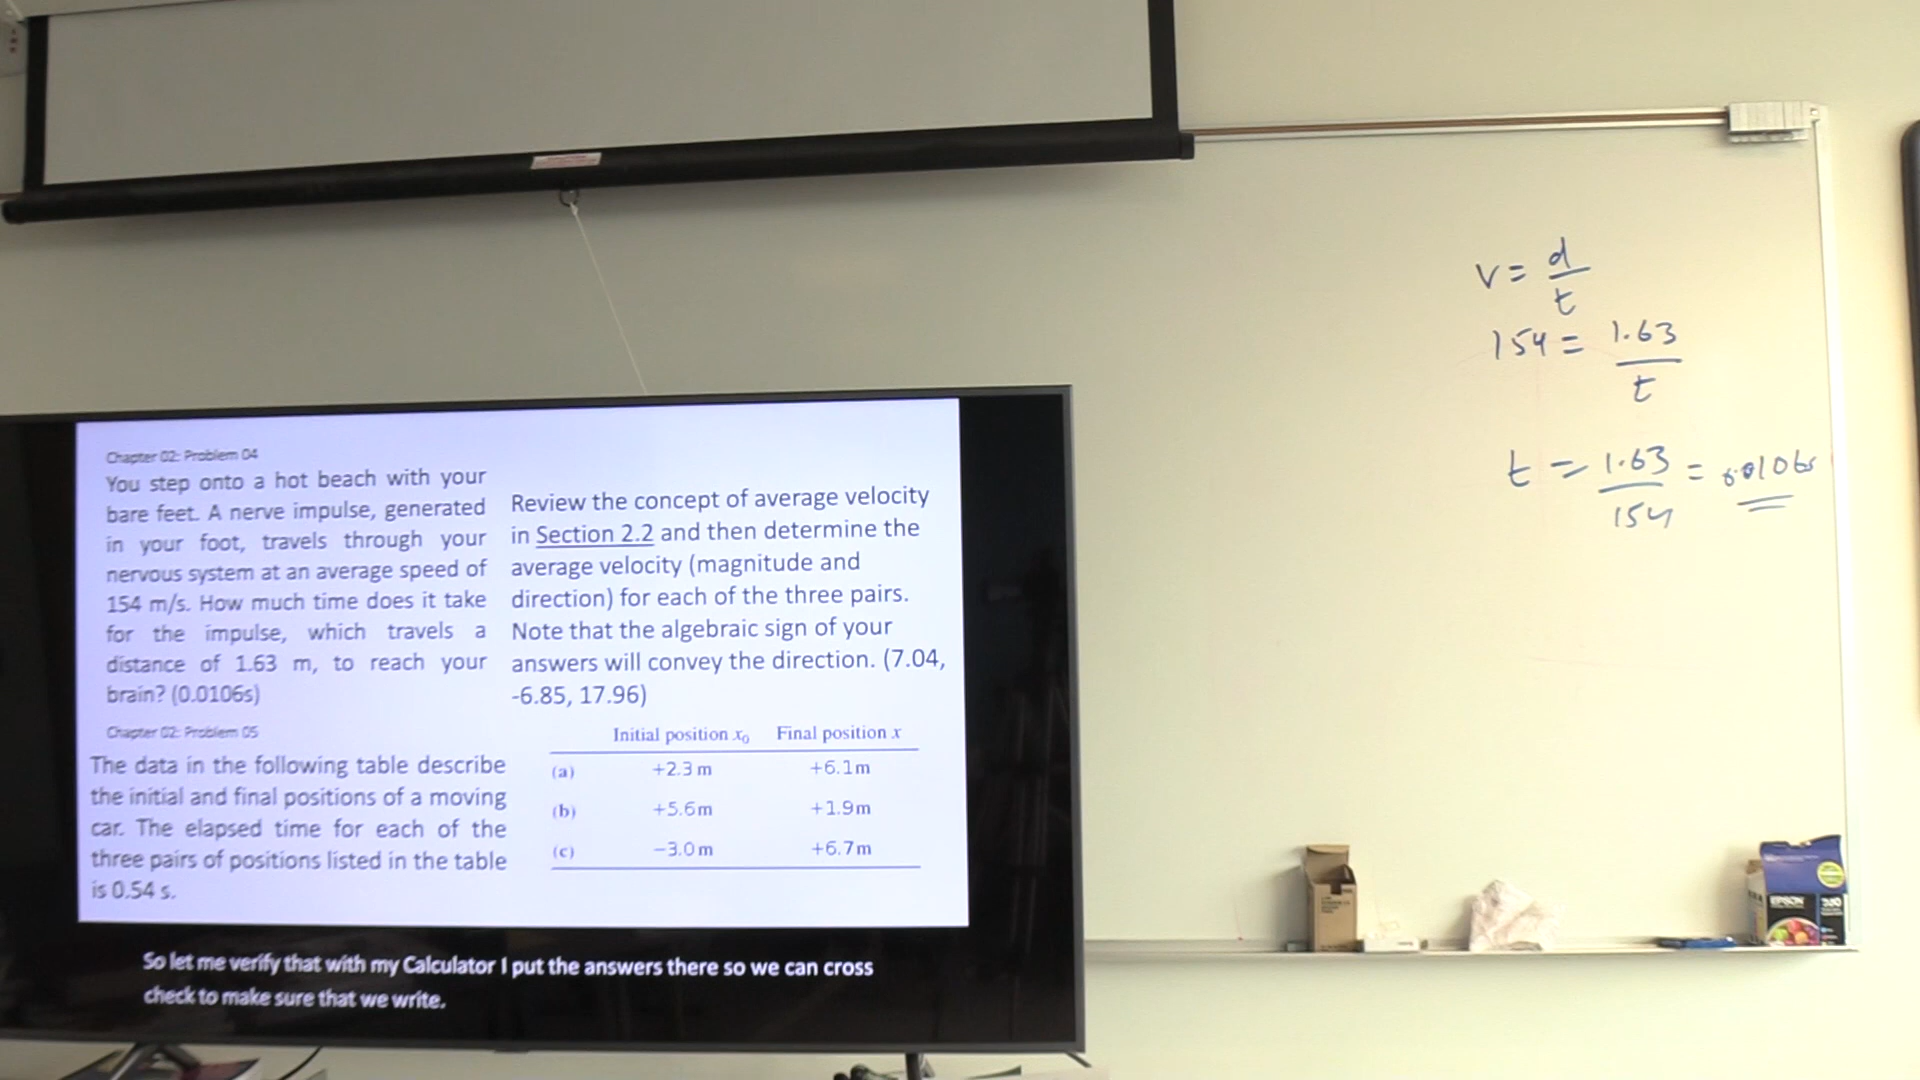 Chapter 02: Problem 04
You step onto a hot beach with your
bare feet. A nerve impulse, generated
in your foot, travels through your
nervous system at an average speed of
154 m/s. How much time does it take
for the impulse, which travels a
distance of 1.63 m, to reach your
brain? (0.0106s)
Chapter 02: Problem 05
The data in the following table describe
the initial and final positions of a moving
car. The elapsed time for each of the
three pairs of positions listed in the table
is 0.54 s.
Review the concept of average velocity
in Section 2.2 and then determine the
average velocity (magnitude and
direction) for each of the three pairs.
Note that the algebraic sign of your
answers will convey the direction. (7.04,
-6.85, 17.96)
Initial position x₀ Final position x
(a) +2.3 m +6.1m
(b) +5.6m +1.9m
(c) −3.0m +6.7m
So let me verify that with my Calculator I put the answers there so we can cross
check to make sure that we write.
v = d/t
154 = 1.63/t
t = 1.63/154 = 0.0106s
EPSON